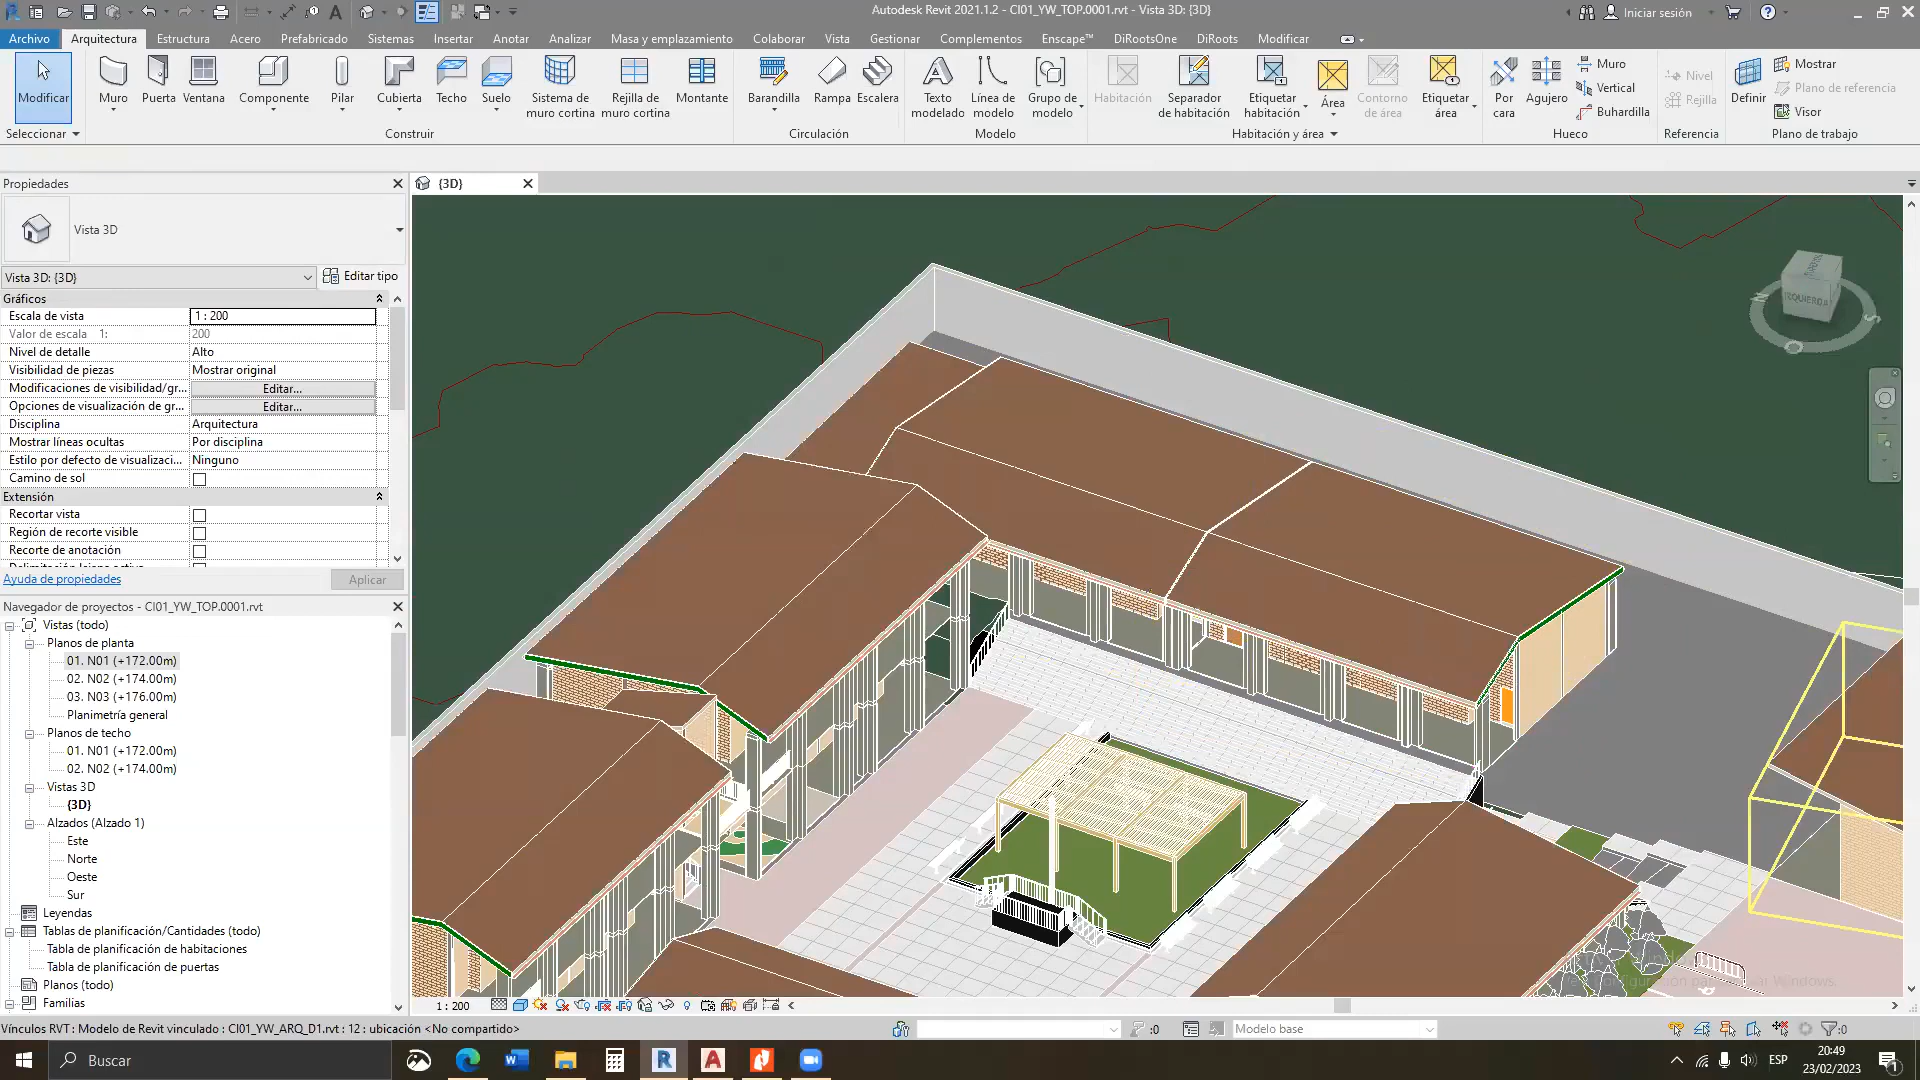 Autodesk Revit 2021.1.2 - CI01_YW_TOP.0001.rvt - Vista 3D: {3D}
Iniciar sesión
Archivo Arquitectura Estructura Acero Prefabricado Sistemas Insertar Anotar Analizar Masa y emplazamiento Colaborar Vista Gestionar Complementos Enscape™ DiRootsOne DiRoots Modificar
Modificar
Muro Puerta Ventana Componente Pilar Cubierta Techo Suelo Sistema de muro cortina Rejilla de muro cortina Montante
Barandilla Rampa Escalera
Texto modelado Línea de modelo Grupo de modelo
Habitación Separador de habitación Etiquetar habitación Área Contorno de área Etiquetar área
Por cara Agujero Muro Vertical Buhardilla
Nivel Rejilla
Definir Mostrar Plano de referencia Visor
Seleccionar Construir Circulación Modelo Habitación y área Hueco Referencia Plano de trabajo
Propiedades
{3D}
Vista 3D
Vista 3D: {3D} Editar tipo
Gráficos
Escala de vista 1 : 200
Valor de escala 1: 200
Nivel de detalle Alto
Visibilidad de piezas Mostrar original
Modificaciones de visibilidad/gr... Editar...
Opciones de visualización de gr... Editar...
Disciplina Arquitectura
Mostrar líneas ocultas Por disciplina
Estilo por defecto de visualizaci... Ninguno
Camino de sol
Extensión
Recortar vista
Región de recorte visible
Recorte de anotación
Ayuda de propiedades Aplicar
Navegador de proyectos - CI01_YW_TOP.0001.rvt
Vistas (todo)
Planos de planta
01. N01 (+172.00m)
02. N02 (+174.00m)
03. N03 (+176.00m)
Planimetría general
Planos de techo
01. N01 (+172.00m)
02. N02 (+174.00m)
Vistas 3D
{3D}
Alzados (Alzado 1)
Este
Norte
Oeste
Sur
Leyendas
Tablas de planificación/Cantidades (todo)
Tabla de planificación de habitaciones
Tabla de planificación de puertas
Planos (todo)
Familias
IZQUIERDA
S
1 : 200
Vínculos RVT : Modelo de Revit vinculado : CI01_YW_ARQ_D1.rvt : 12 : ubicación <No compartido>
:0
Modelo base
:0
Buscar
ESP
20:49
23/02/2023
1